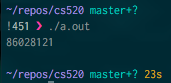 ~/repos/cs520 master+?
!451 ❯ ./a.out
86028121
~/repos/cs520 master+? 23s